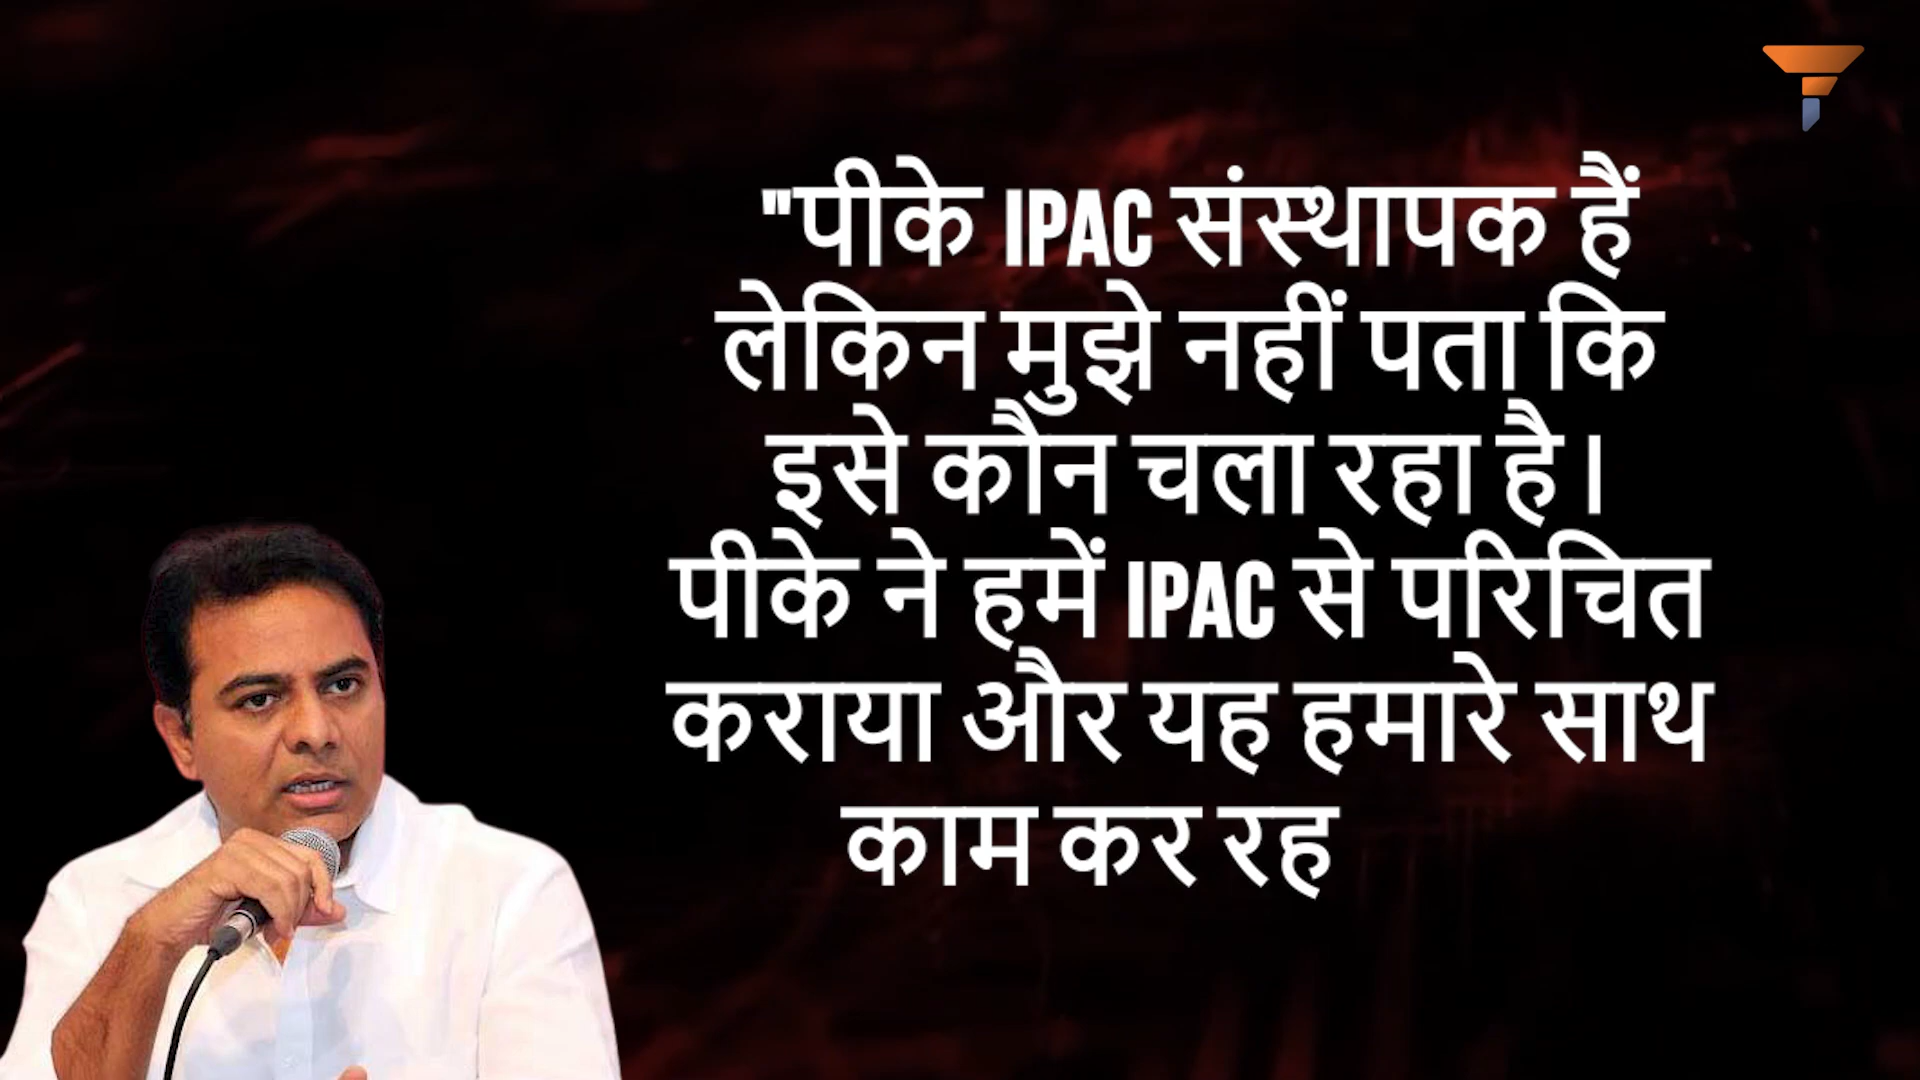 "पीके IPAC संस्थापक हैं
लेकिन मुझे नहीं पता कि
इसे कौन चला रहा है।
पीके ने हमें IPAC से परिचित
कराया और यह हमारे साथ
काम कर रह